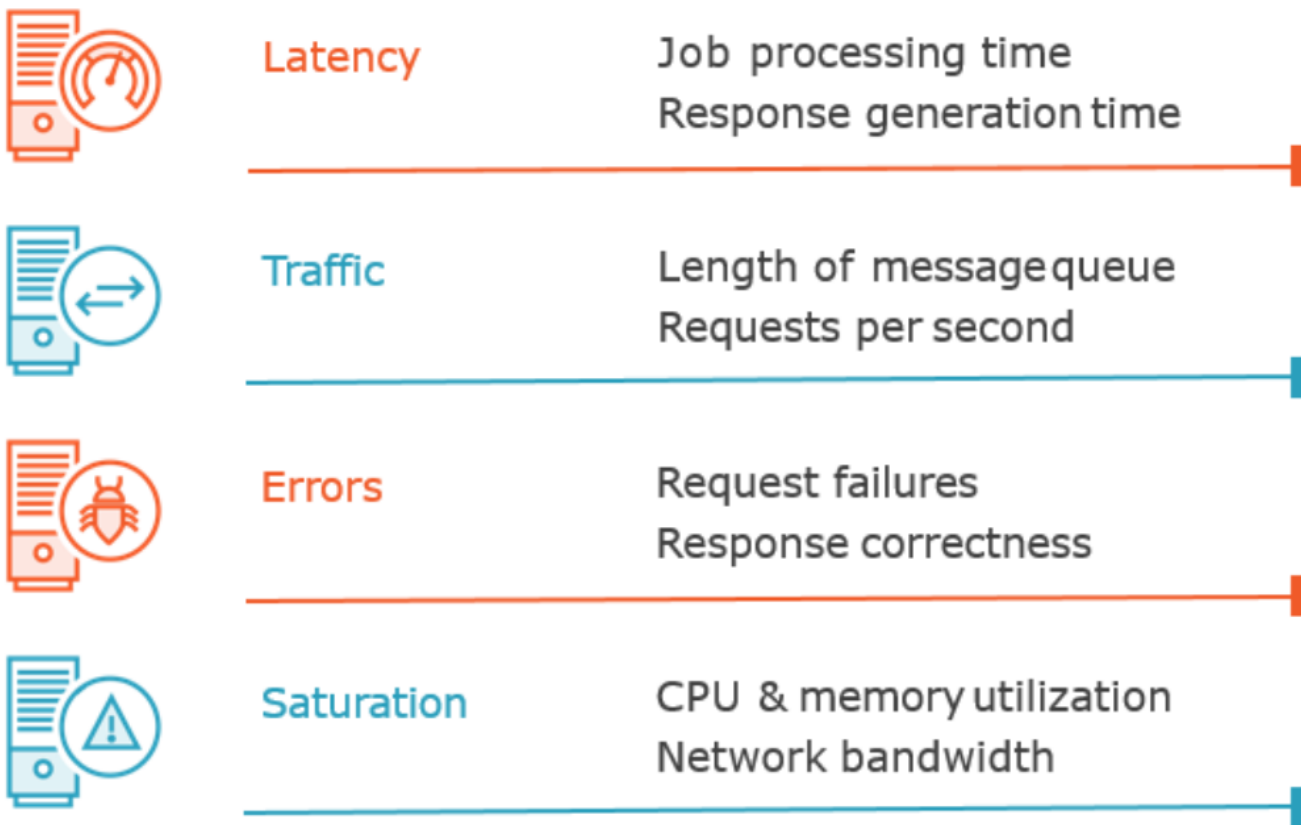 Latency
Job processing time
Response generation time
Traffic
Length of message queue
Requests per second
Errors
Request failures
Response correctness
Saturation
CPU & memory utilization
Network bandwidth